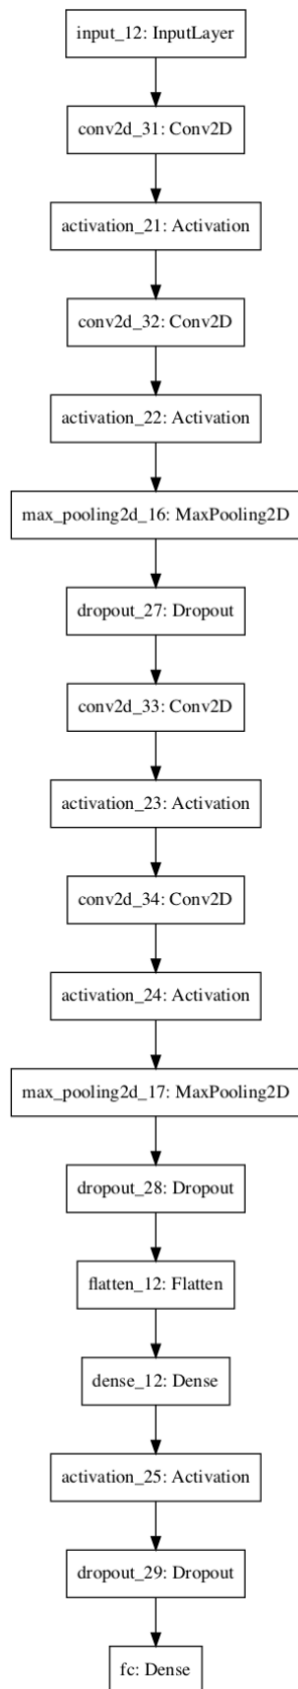 input_12: InputLayer
conv2d_31: Conv2D
activation_21: Activation
conv2d_32: Conv2D
activation_22: Activation
max_pooling2d_16: MaxPooling2D
dropout_27: Dropout
conv2d_33: Conv2D
activation_23: Activation
conv2d_34: Conv2D
activation_24: Activation
max_pooling2d_17: MaxPooling2D
dropout_28: Dropout
flatten_12: Flatten
dense_12: Dense
activation_25: Activation
dropout_29: Dropout
fc: Dense